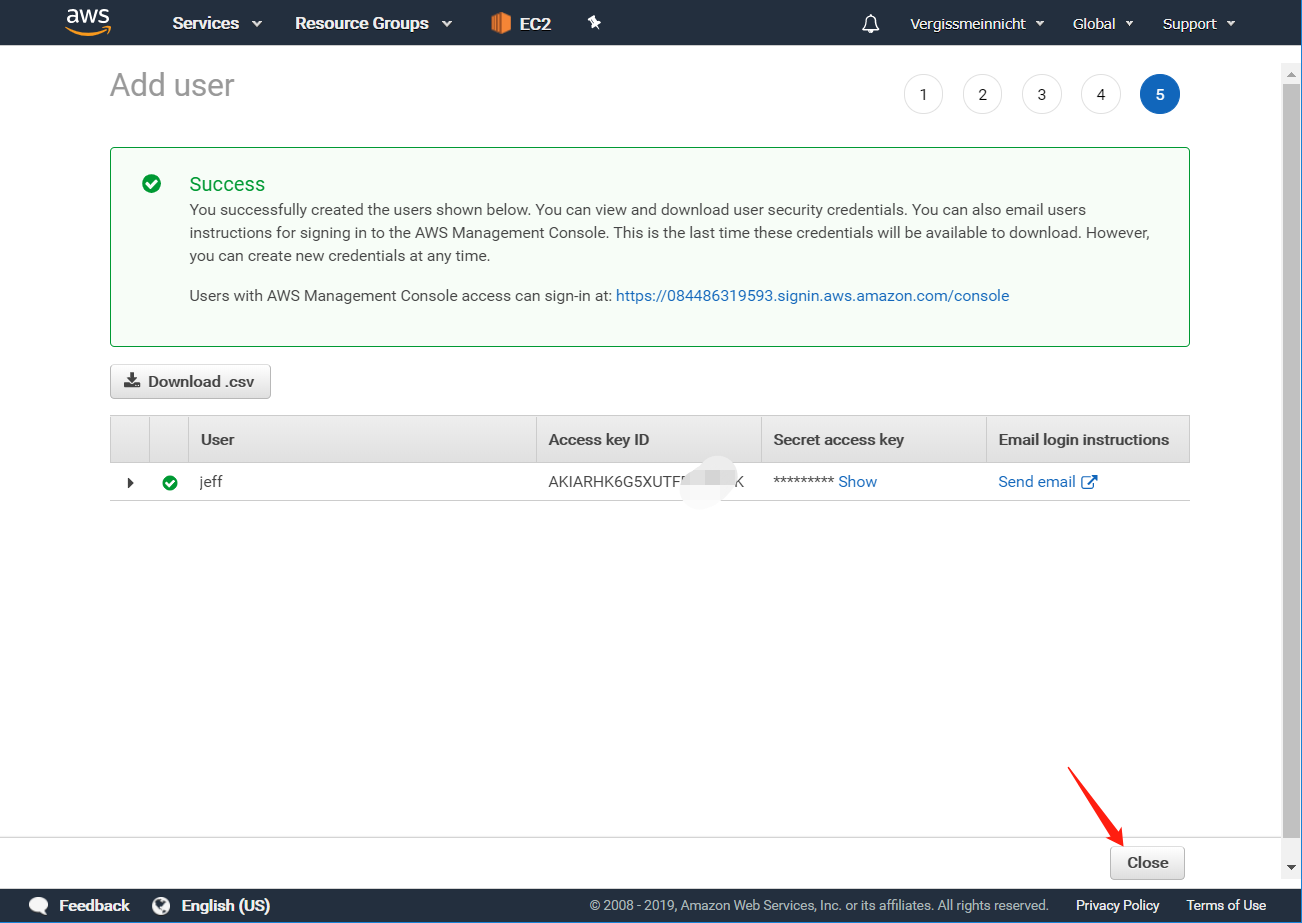 aws Services Resource Groups EC2 Vergissmeinnicht Global Support
Add user
1 2 3 4 5
Success
You successfully created the users shown below. You can view and download user security credentials. You can also email users
instructions for signing in to the AWS Management Console. This is the last time these credentials will be available to download. However,
you can create new credentials at any time.
Users with AWS Management Console access can sign-in at: https://084486319593.signin.aws.amazon.com/console
Download .csv
User Access key ID Secret access key Email login instructions
jeff ********* Show Send email
Close
Feedback English (US) © 2008 - 2019, Amazon Web Services, Inc. or its affiliates. All rights reserved. Privacy Policy Terms of Use